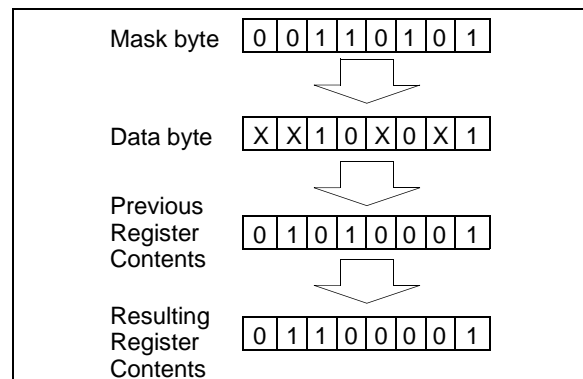 Mask byte 0 0 1 1 0 1 0 1
Data byte X X 1 0 X 0 X 1
Previous
Register
Contents
0 1 0 1 0 0 0 1
Resulting
Register
Contents
0 1 1 0 0 0 0 1